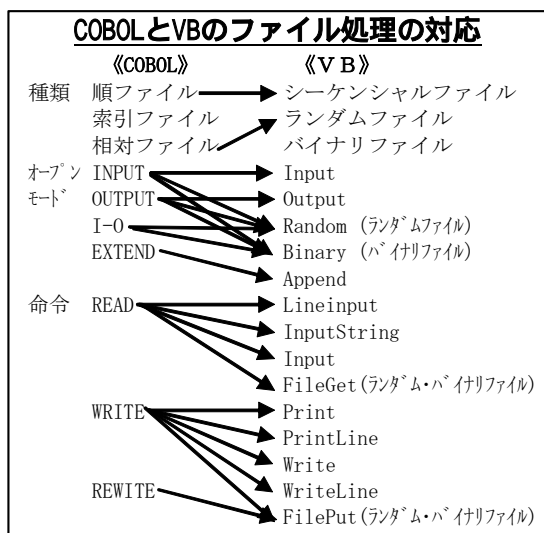 COBOLとVBのファイル処理の対応
《COBOL》 《VB》
種類 順ファイル シーケンシャルファイル
索引ファイル ランダムファイル
相対ファイル バイナリファイル
ｵｰﾌﾟﾝ INPUT Input
ﾓｰﾄﾞ OUTPUT Output
I-O Random (ﾗﾝﾀﾞﾑﾌｧｲﾙ)
EXTEND Binary (ﾊﾞｲﾅﾘﾌｧｲﾙ)
Append
命令 READ Lineinput
InputString
Input
FileGet(ﾗﾝﾀﾞﾑ・ﾊﾞｲﾅﾘﾌｧｲﾙ)
WRITE Print
PrintLine
Write
REWITE WriteLine
FilePut(ﾗﾝﾀﾞﾑ・ﾊﾞｲﾅﾘﾌｧｲﾙ)